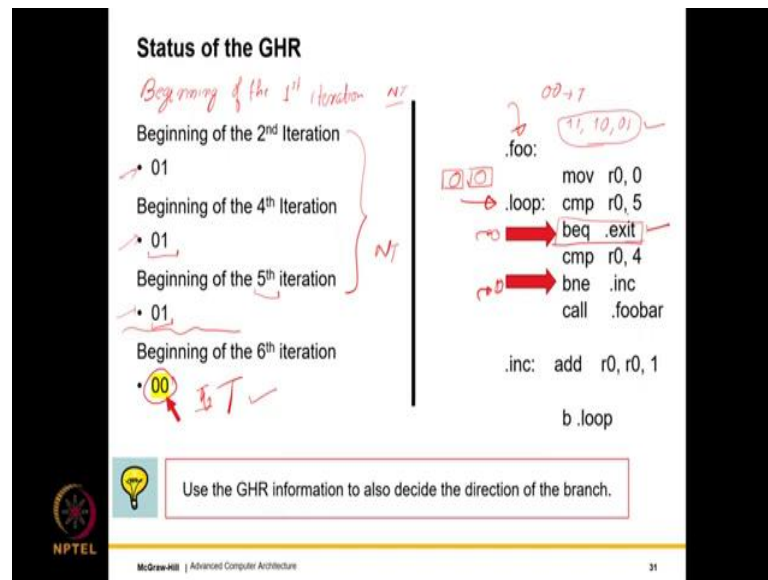 Status of the GHR
Beginning of the 1st iteration NT
Beginning of the 2nd Iteration
• 01
Beginning of the 4th Iteration
• 01
Beginning of the 5th iteration
• 01
NT
Beginning of the 6th iteration
• 00 T
00→T
11, 10, 01
.foo:
mov r0, 0
0 0
.loop: cmp r0, 5
beq .exit
cmp r0, 4
bne .inc
call .foobar
.inc: add r0, r0, 1
b .loop
Use the GHR information to also decide the direction of the branch.
NPTEL
McGraw-Hill | Advanced Computer Architecture
31